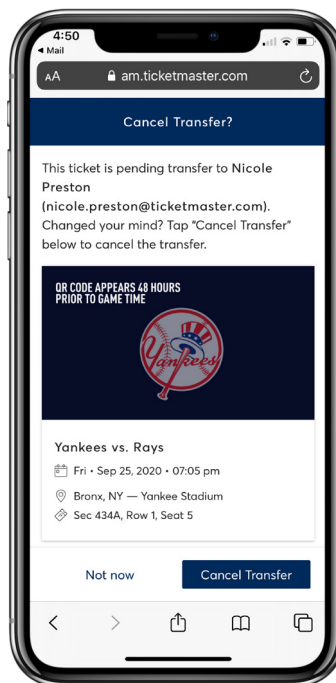 4:50
Mail
AA am.ticketmaster.com
Cancel Transfer?
This ticket is pending transfer to Nicole
Preston
(nicole.preston@ticketmaster.com).
Changed your mind? Tap "Cancel Transfer"
below to cancel the transfer.
QR CODE APPEARS 48 HOURS
PRIOR TO GAME TIME
Yankees
Yankees vs. Rays
Fri • Sep 25, 2020 • 07:05 pm
Bronx, NY — Yankee Stadium
Sec 434A, Row 1, Seat 5
Not now Cancel Transfer